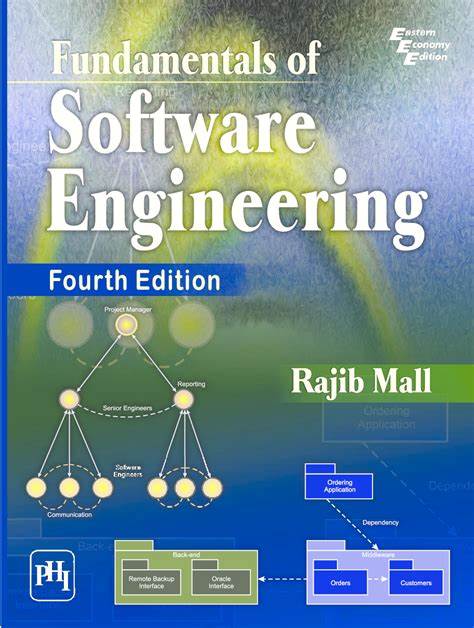 Eastern
Economy
Edition
Fundamentals of
Software
Engineering
Fourth Edition
Project Manager
Reporting
Senior Engineers
Software
Engineers
Communication
Rajib Mall
Ordering
Application
Ordering
Application
Dependency
Back-end
Remote Backup
Interface
Oracle
Interface
Middleware
Orders
Customers
PHI